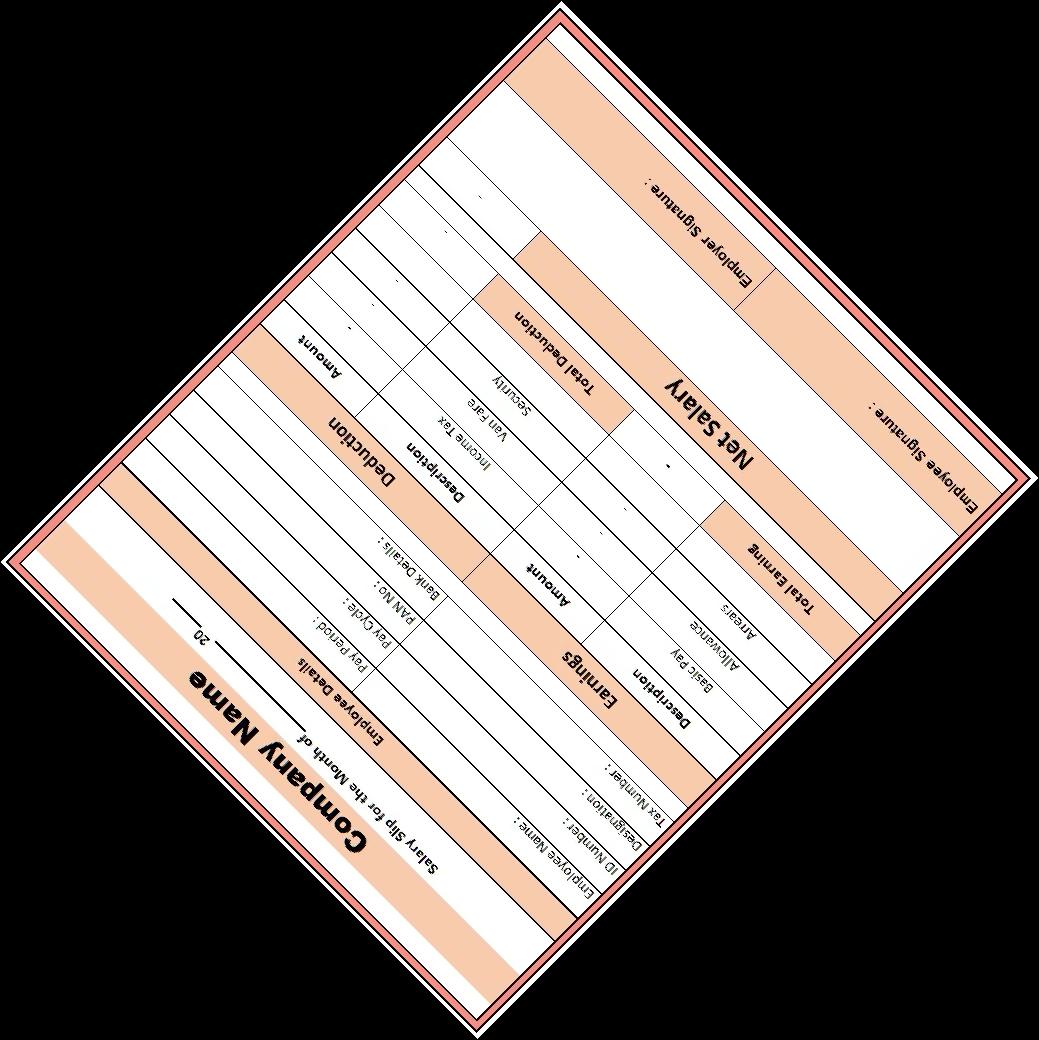 Company Name
Salary Slip for the Month of ________ 20___
Employee Details
Employee Name : Pay Period :
ID Number : Pay Cycle :
Designation : PAN No :
Tax Number : Bank Details :
Earnings Deduction
Description Amount Description Amount
Basic Pay - Income Tax -
Allowance - Van Fare -
Arrears - Security -
Total Earning - Total Deduction -
Net Salary -
Employee Signature : Employer Signature :